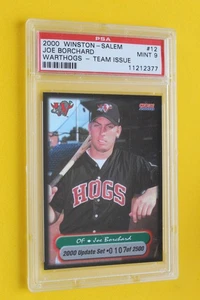 PSA
2000 WINSTON-SALEM #12
JOE BORCHARD MINT 9
WARTHOGS - TEAM ISSUE 11212377
HOGS
OF ★ Joe Borchard
2000 Update Set • 0107 of 2500